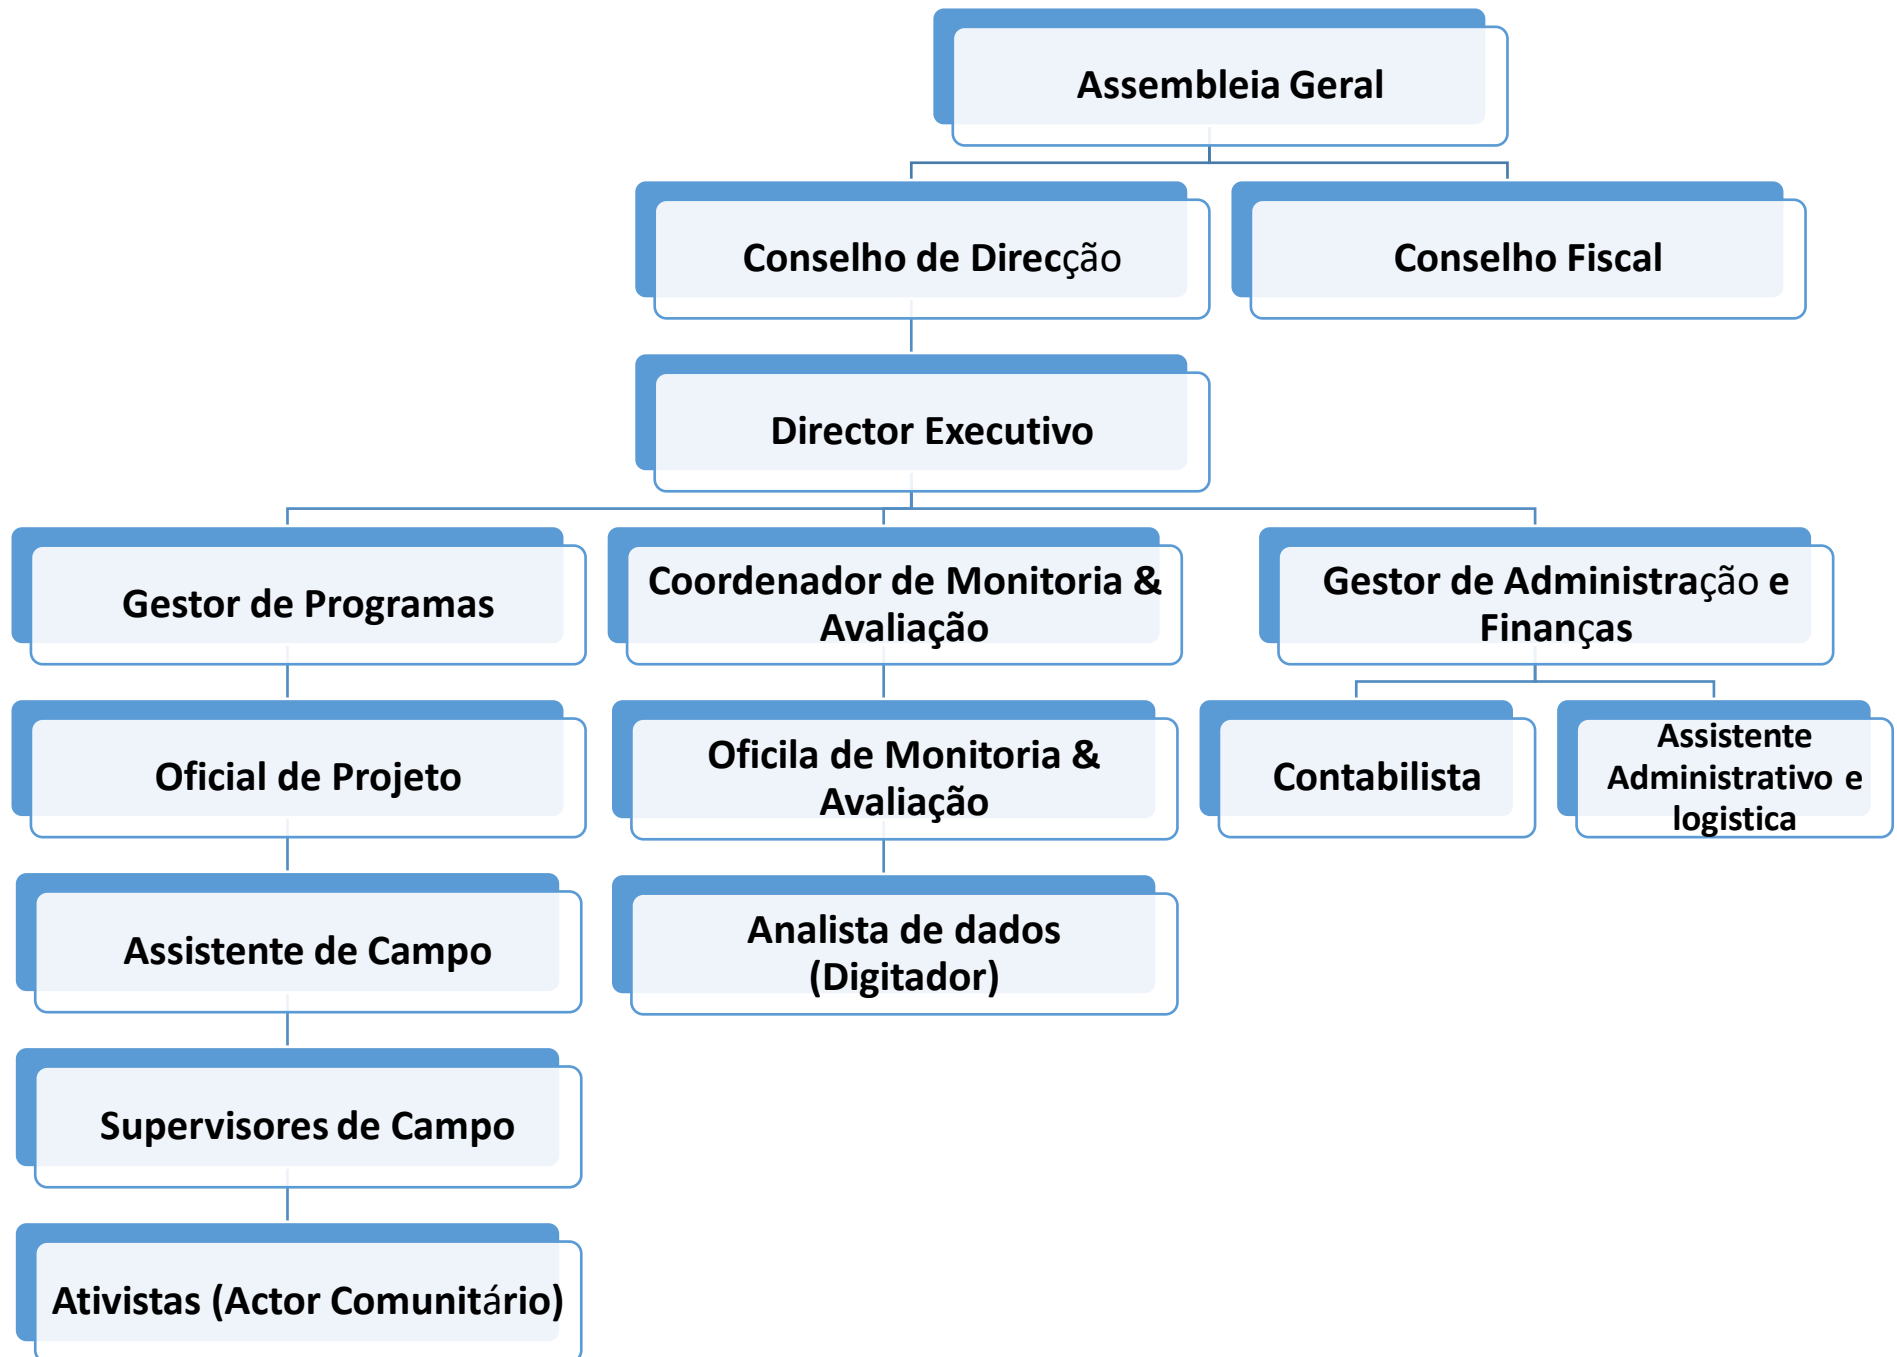 Assembleia Geral
Conselho de Direcção
Conselho Fiscal
Director Executivo
Gestor de Programas
Coordenador de Monitoria &
Avaliação
Gestor de Administração e
Finanças
Oficial de Projeto
Oficila de Monitoria &
Avaliação
Contabilista
Assistente
Administrativo e
logistica
Assistente de Campo
Analista de dados
(Digitador)
Supervisores de Campo
Ativistas (Actor Comunitário)